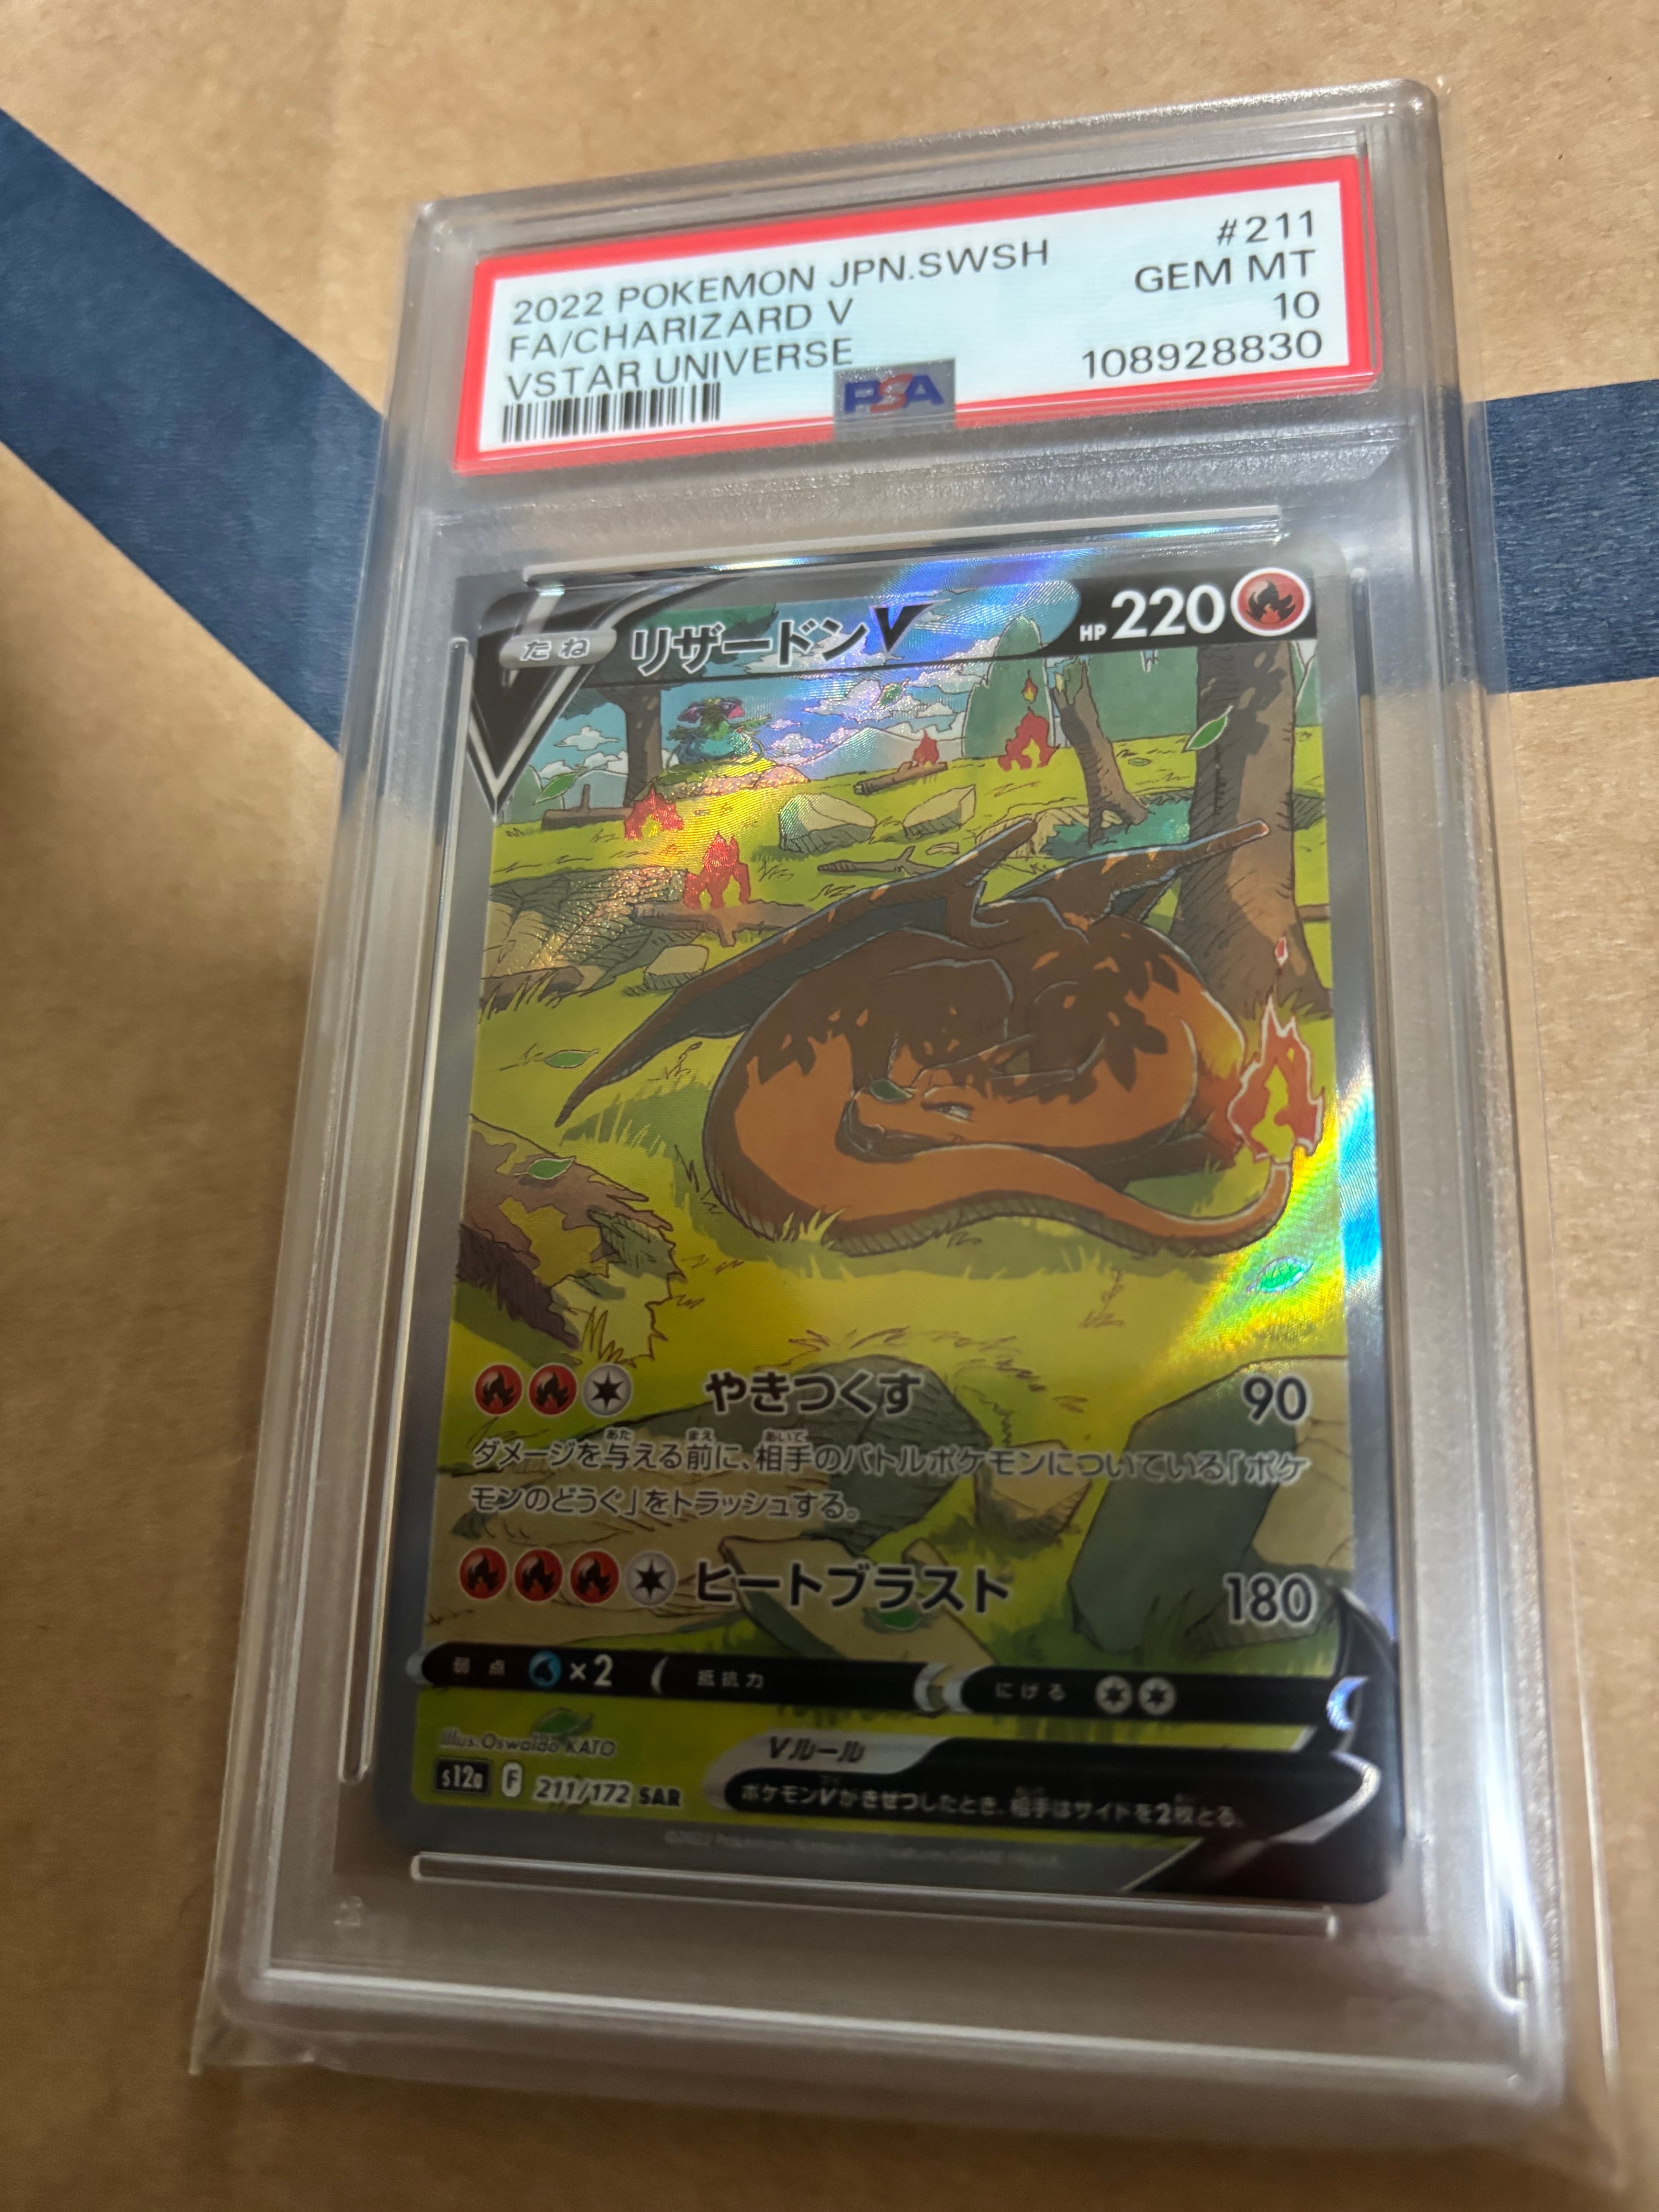 2022 POKEMON JPN.SWSH #211
FA/CHARIZARD V GEM MT
VSTAR UNIVERSE 10
108928830
PSA
たね リザードンV HP 220
やきつくす 90
ダメージを与える前に、相手のバトルポケモンについている「ポケ
モンのどうぐ」をトラッシュする。
ヒートブラスト 180
弱点 ×2 抵抗力 にげる
Illus. Oswaldo KATO
Vルール
s12a F 211/172 SAR
ポケモンVがきぜつしたとき、相手はサイドを2枚とる。